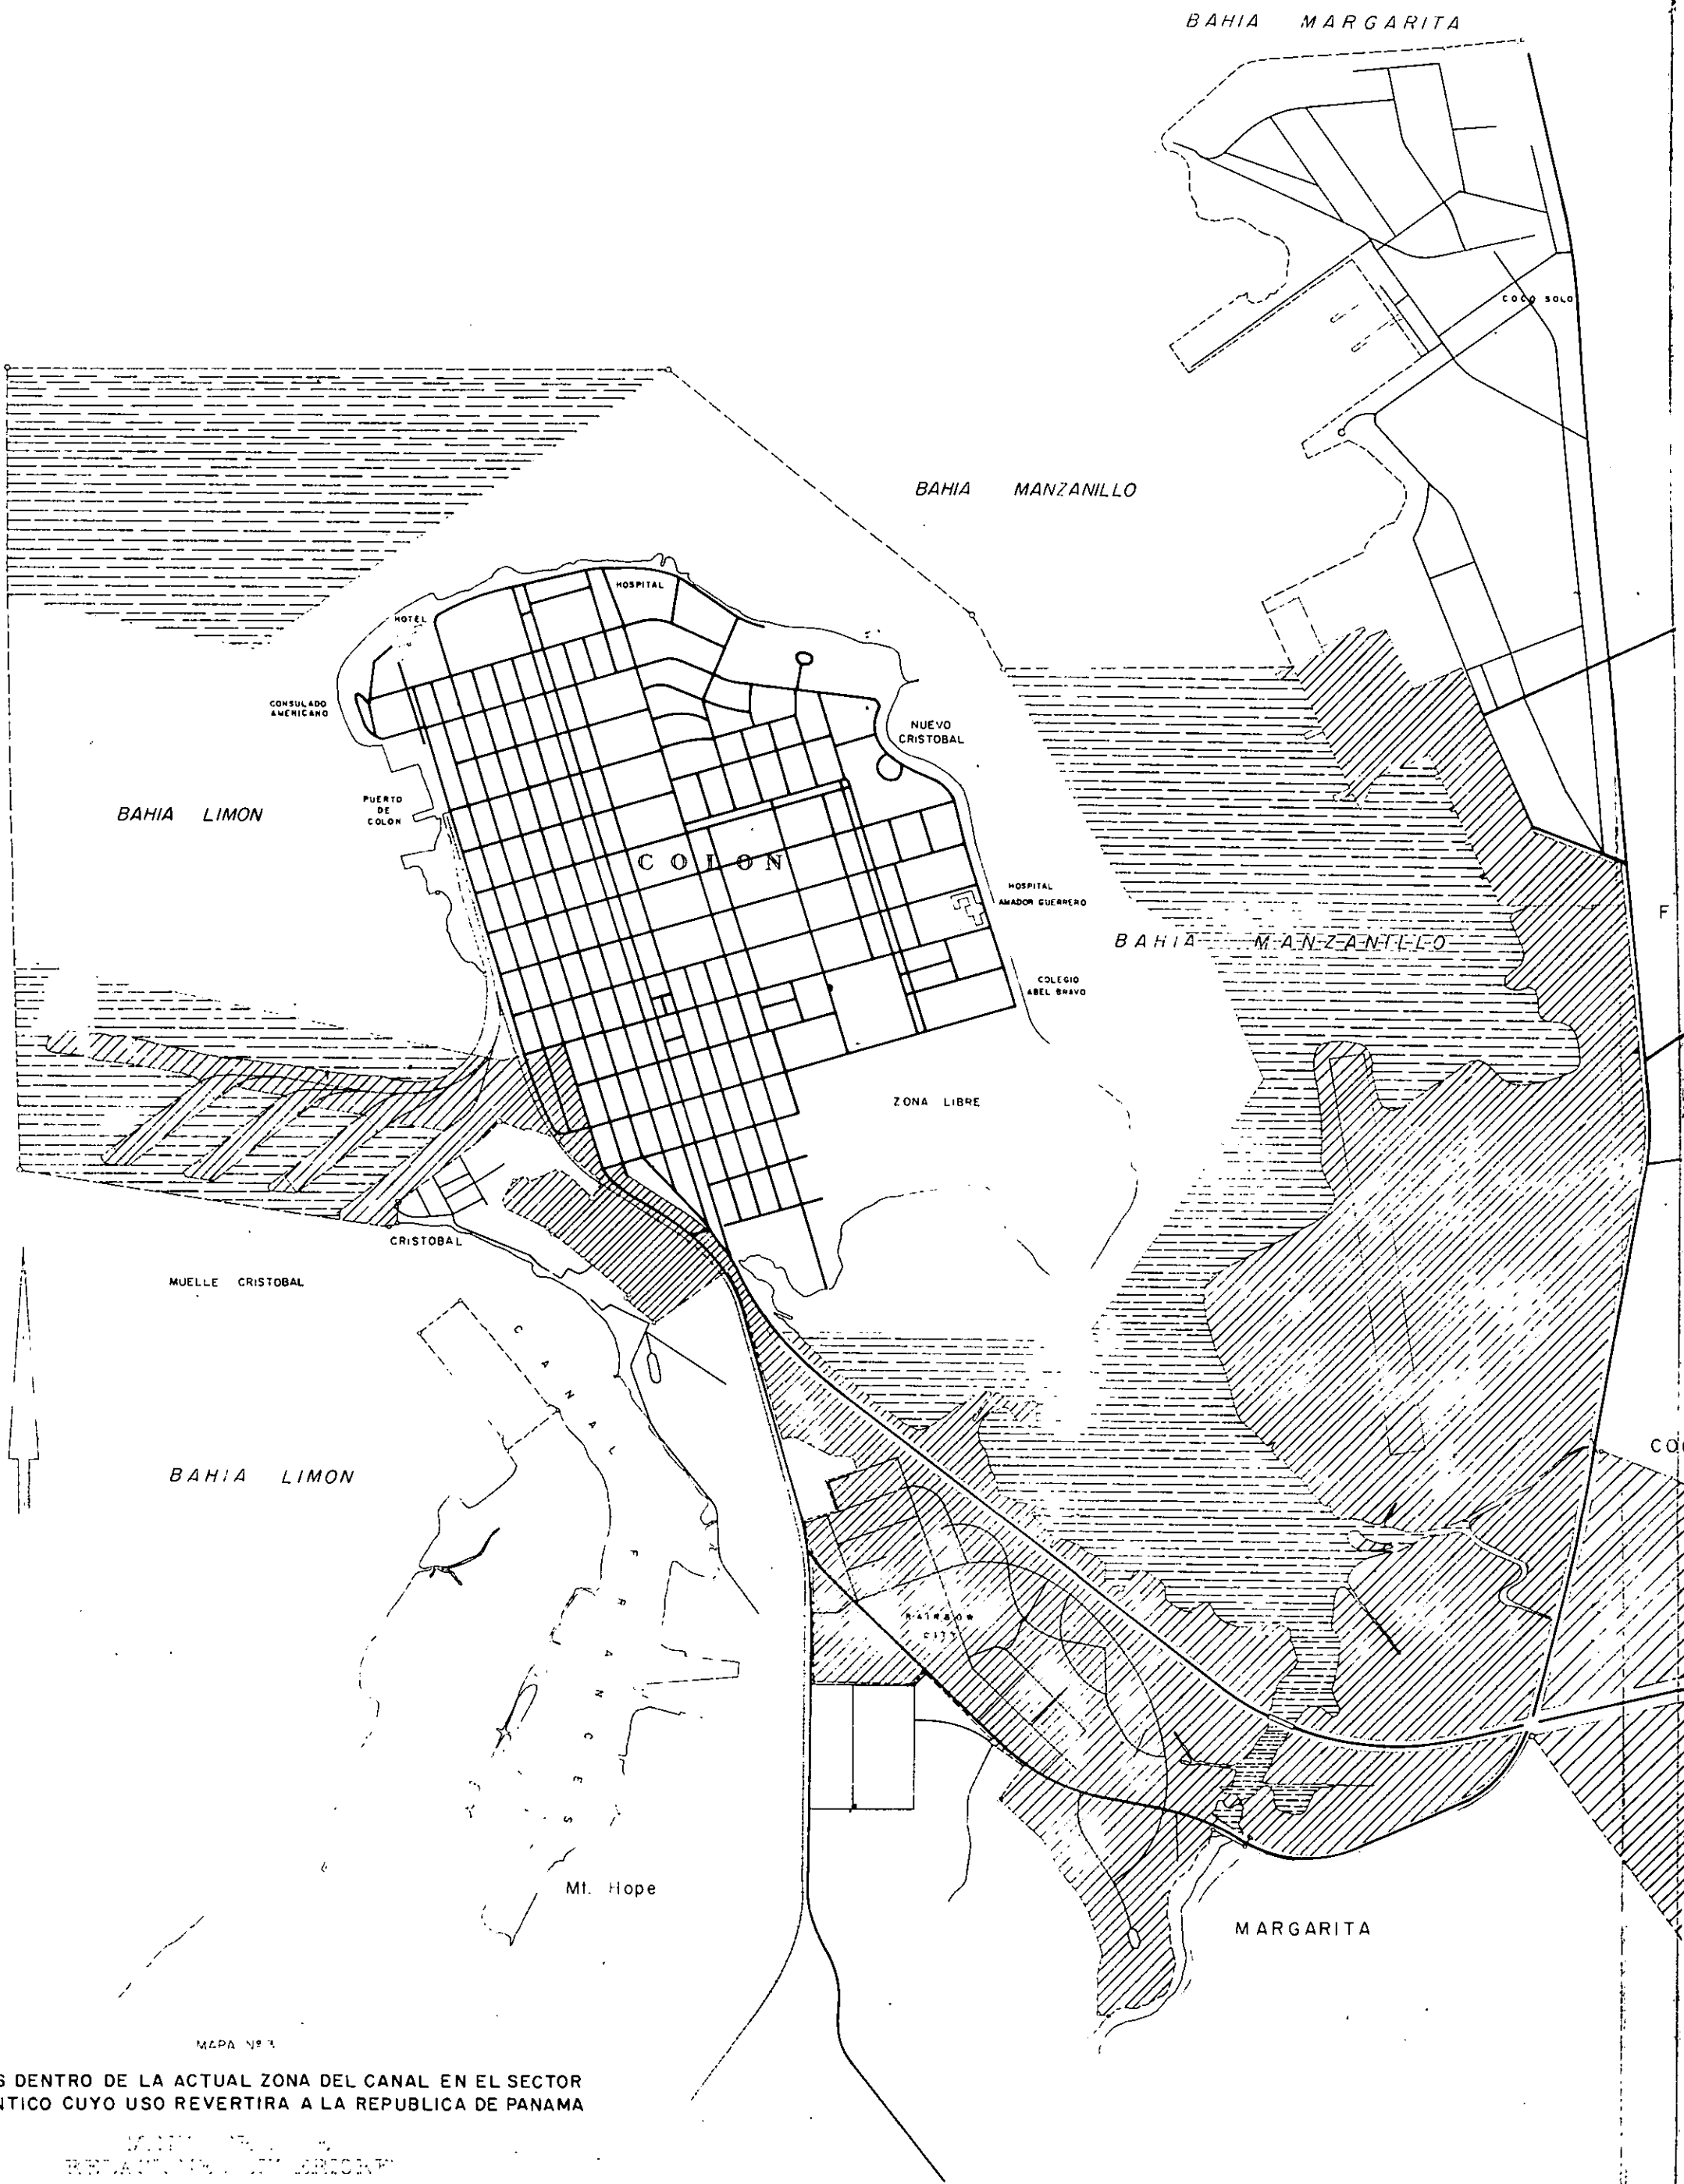 BAHIA MARGARITA
COCO SOLO
BAHIA MANZANILLO
HOSPITAL
HOTEL
CONSULADO
AMERICANO
NUEVO
CRISTOBAL
PUERTO
DE
COLON
BAHIA LIMON
COLON
HOSPITAL
AMADOR GUERRERO
F
BAHIA MANZANILLO
COLEGIO
ABEL BRAVO
ZONA LIBRE
CRISTOBAL
MUELLE CRISTOBAL
CANAL FRANCES
BAHIA LIMON
RAINBOW
CITY
Mt. Hope
MARGARITA
MAPA Nº 3
S DENTRO DE LA ACTUAL ZONA DEL CANAL EN EL SECTOR
NTICO CUYO USO REVERTIRA A LA REPUBLICA DE PANAMA